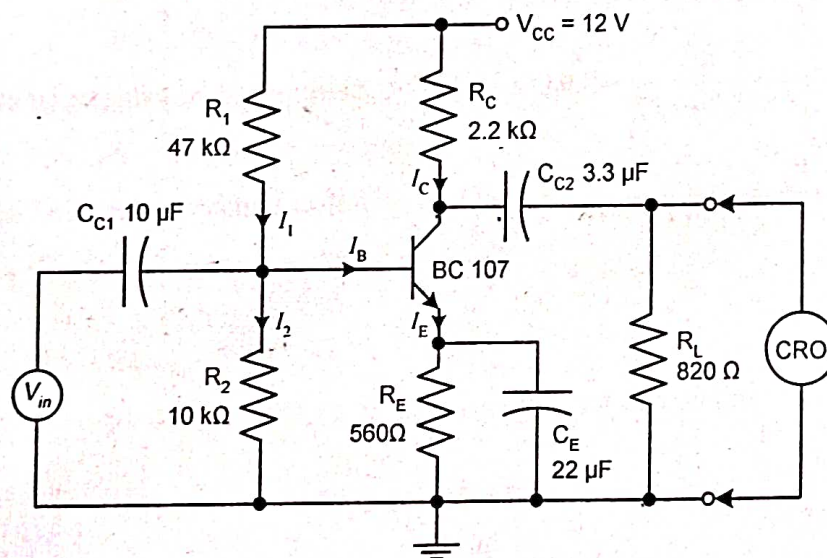 V_CC = 12 V
R_1
47 kΩ
R_C
2.2 kΩ
I_C
C_C2 3.3 µF
C_C1 10 µF
I_1
I_B
BC 107
I_2
I_E
V_in
R_2
10 kΩ
R_E
560Ω
C_E
22 µF
R_L
820 Ω
CRO